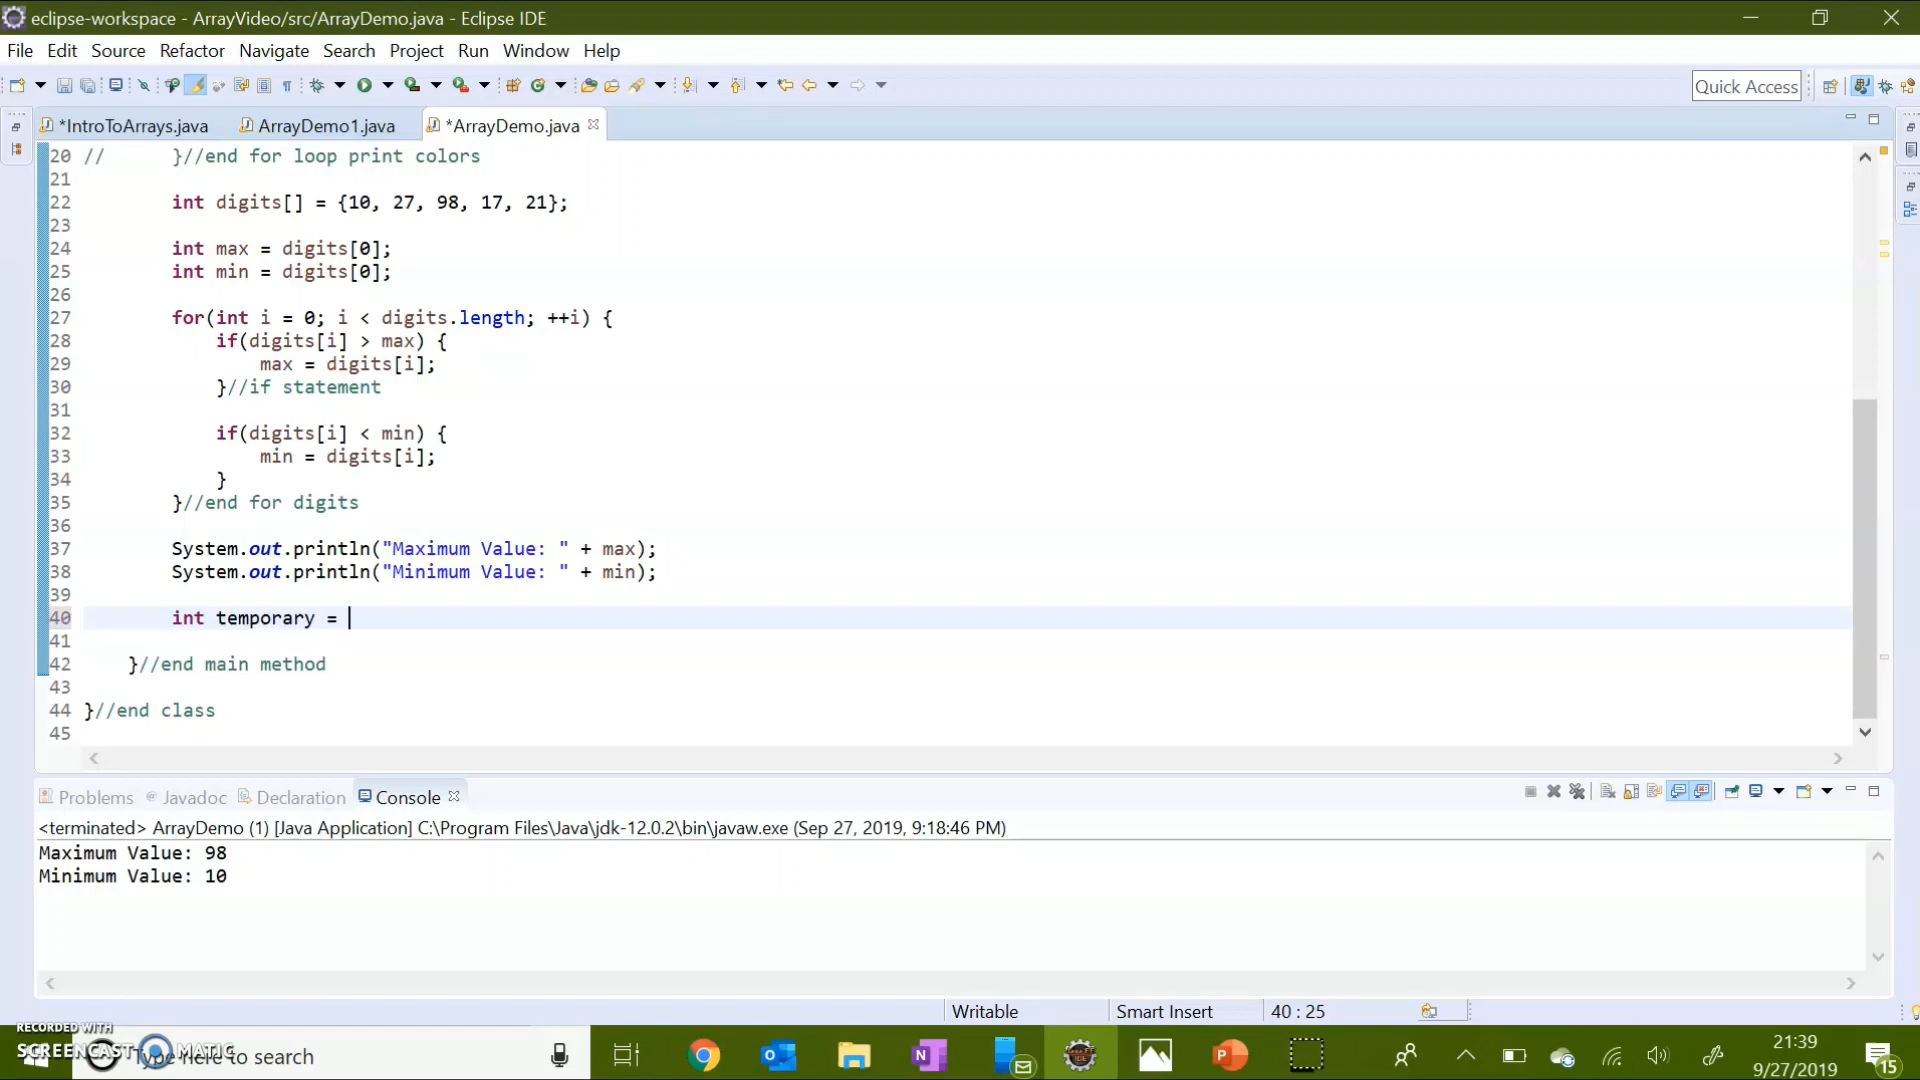 eclipse-workspace - ArrayVideo/src/ArrayDemo.java - Eclipse IDE
File Edit Source Refactor Navigate Search Project Run Window Help
Quick Access
*IntroToArrays.java ArrayDemo1.java *ArrayDemo.java
20 // }//end for loop print colors
21
22 int digits[] = {10, 27, 98, 17, 21};
23
24 int max = digits[0];
25 int min = digits[0];
26
27 for(int i = 0; i < digits.length; ++i) {
28 if(digits[i] > max) {
29 max = digits[i];
30 }//if statement
31
32 if(digits[i] < min) {
33 min = digits[i];
34 }
35 }//end for digits
36
37 System.out.println("Maximum Value: " + max);
38 System.out.println("Minimum Value: " + min);
39
40 int temporary =
41
42 }//end main method
43
44 }//end class
45
Problems @ Javadoc Declaration Console
<terminated> ArrayDemo (1) [Java Application] C:\Program Files\Java\jdk-12.0.2\bin\javaw.exe (Sep 27, 2019, 9:18:46 PM)
Maximum Value: 98
Minimum Value: 10
Writable Smart Insert 40 : 25
RECORDED WITH
SCREENCAST MATIC
Type here to search
21:39
9/27/2019
15